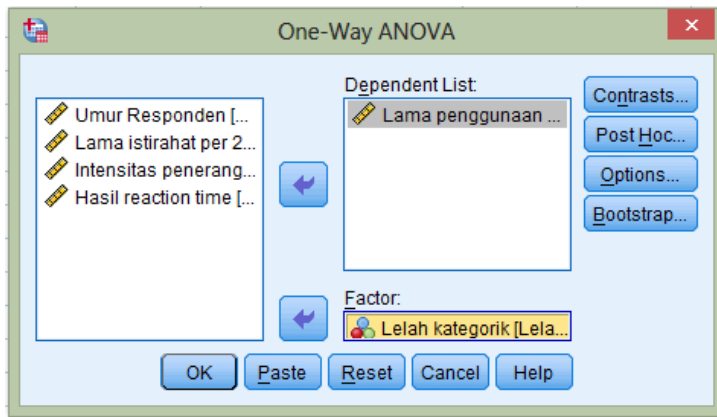 One-Way ANOVA
Umur Responden [...
Lama istirahat per 2...
Intensitas penerang...
Hasil reaction time [...
Dependent List:
Lama penggunaan ...
Factor:
Lelah kategorik [Lela...
Contrasts...
Post Hoc...
Options...
Bootstrap...
OK Paste Reset Cancel Help